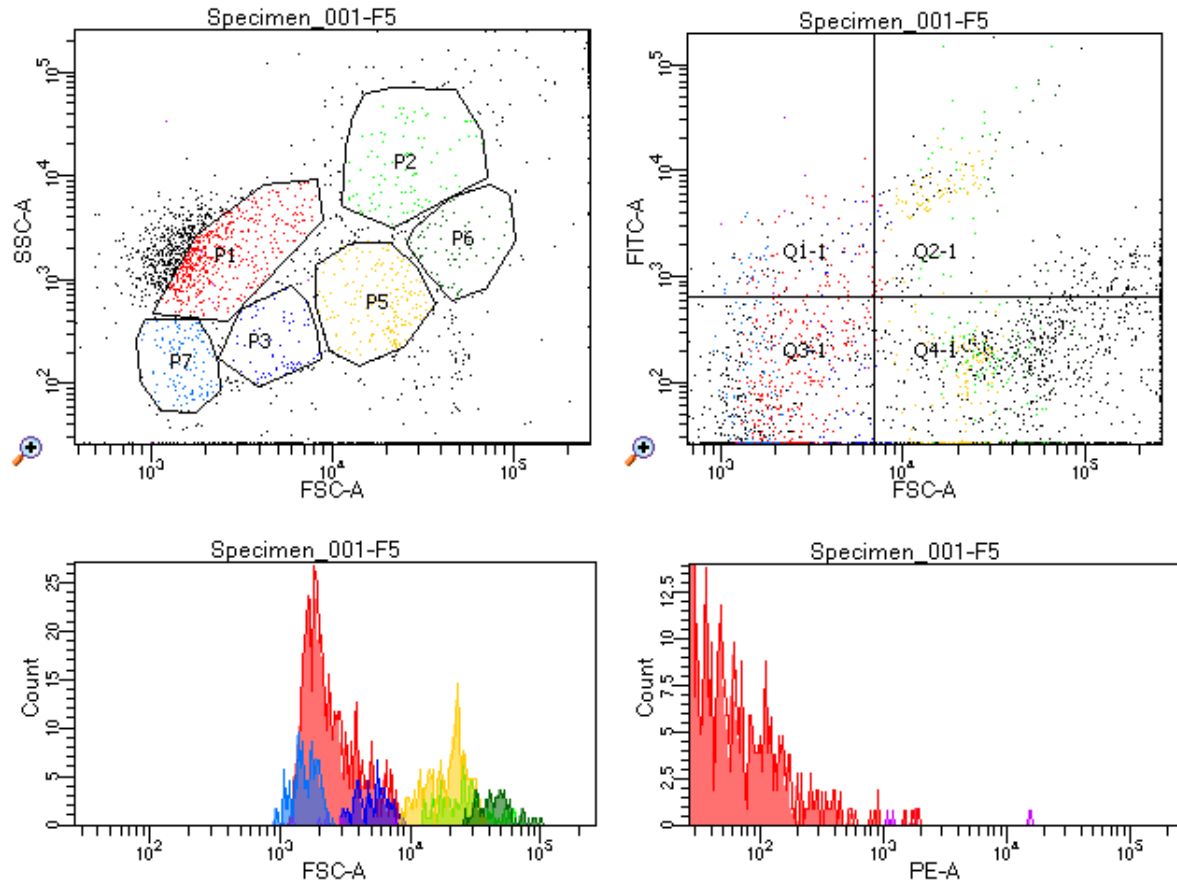 Specimen_001-F5
SSC-A
10^5
10^4
10^3
10^2
P2
P1
P6
P5
P3
P7
10^3 10^4 10^5
FSC-A
Specimen_001-F5
FITC-A
10^5
10^4
10^3
10^2
Q1-1 Q2-1
Q3-1 Q4-1
10^3 10^4 10^5
FSC-A
Specimen_001-F5
Count
25
20
15
10
5
0
10^2 10^3 10^4 10^5
FSC-A
Specimen_001-F5
Count
12.5
10
7.5
5
2.5
0
10^2 10^3 10^4 10^5
PE-A